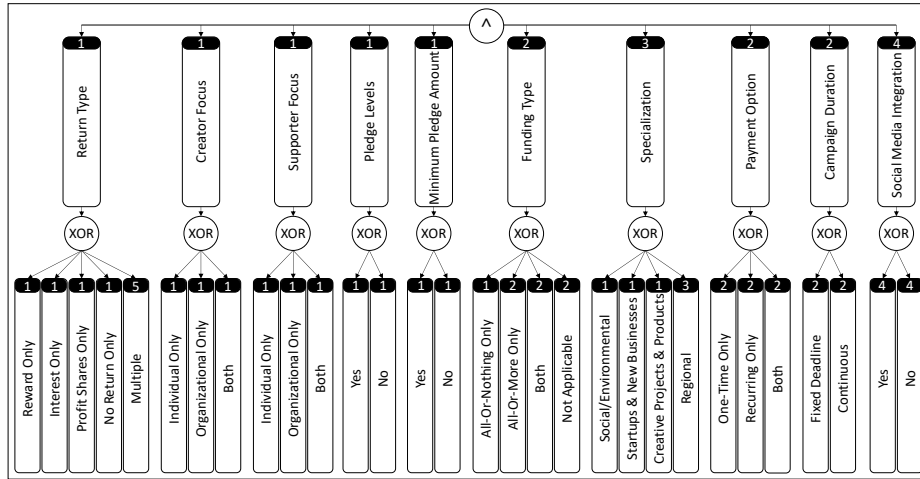 ^
1 1 1 1 1 2 3 2 2 4
Return Type
Creator Focus
Supporter Focus
Pledge Levels
Minimum Pledge Amount
Funding Type
Specialization
Payment Option
Campaign Duration
Social Media Integration
XOR XOR XOR XOR XOR XOR XOR XOR XOR XOR
1 1 1 1 5 1 1 1 1 1 1 1 1 1 1 1 2 2 2 1 1 1 3 2 2 2 2 2 4 4
Reward Only
Interest Only
Profit Shares Only
No Return Only
Multiple
Individual Only
Organizational Only
Both
Individual Only
Organizational Only
Both
Yes
No
Yes
No
All-Or-Nothing Only
All-Or-More Only
Both
Not Applicable
Social/Environmental
Startups & New Businesses
Creative Projects & Products
Regional
One-Time Only
Recurring Only
Both
Fixed Deadline
Continuous
Yes
No